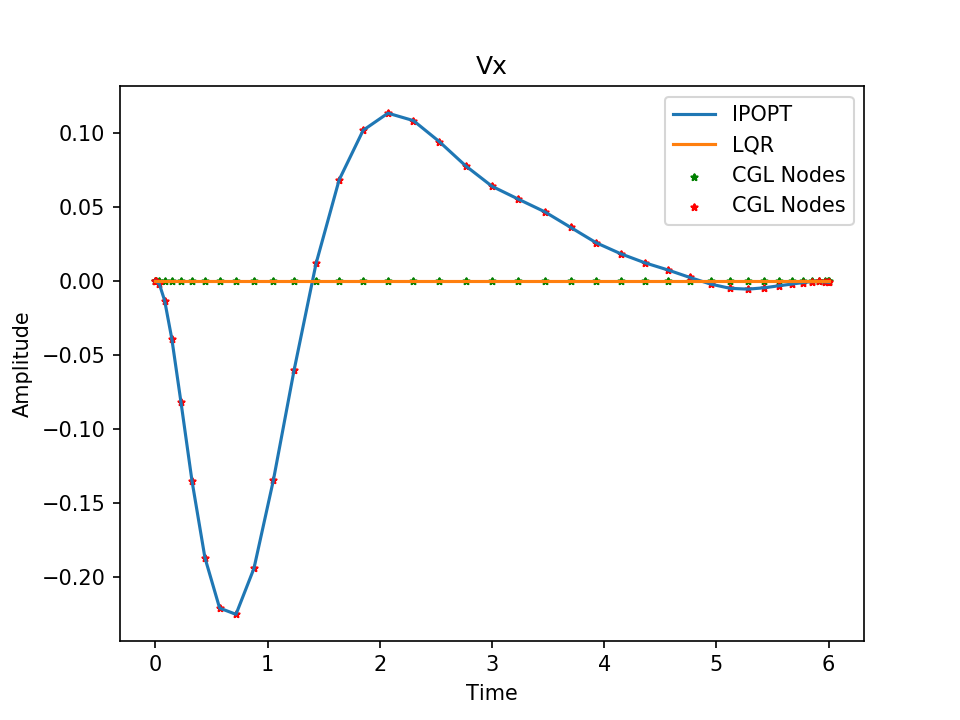 Vx
IPOPT
LQR
CGL Nodes
CGL Nodes
Amplitude
0.10
0.05
0.00
−0.05
−0.10
−0.15
−0.20
0 1 2 3 4 5 6
Time